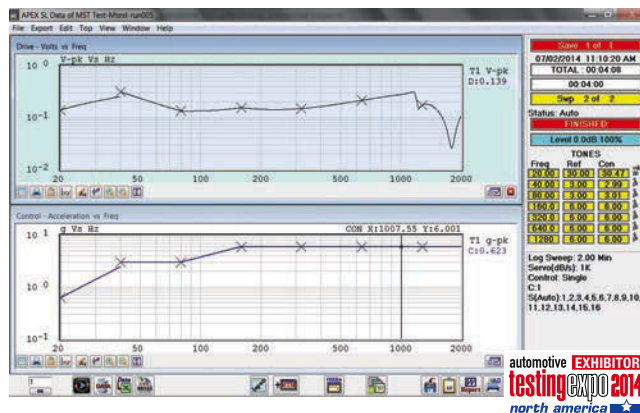 APEX SL Data of MST Test-Mtest-run005
File Export Edit Top View Window Help
Drive - Volts vs Freq
V-pk Vs Hz
10 0
10 -1
10 -2
20 50 100 200 500 1000 2000
T1 V-pk
D:0.139
Control - Acceleration vs Freq
g Vs Hz
CON X:1007.55 Y:6.001
10 1
10 0
10 -1
20 50 100 200 500 1000 2000
T1 g-pk
C:0.623
Save 1 of 1
07/02/2014 11:10:20 AM
TOTAL : 00:04:08
00:04:00
Swp 2 of 2
Status: Auto
FINISHED
Level 0.0dB 100%
TONES
Freq Ref Con
20.00 30.00 30.47
40.00 3.00 2.99
80.00 3.00 3.01
160.0 6.00 6.00
320.0 6.00 6.00
640.0 6.00 6.00
1280 6.00 6.00
Log Sweep: 2.00 Min
Servo(dB/s): 1K
Control: Single
C:1
S(Auto):1,2,3,4,5,6,7,8,9,10,
11,12,13,14,15,16
1
Report
automotive EXHIBITOR
testing expo 2014
north america